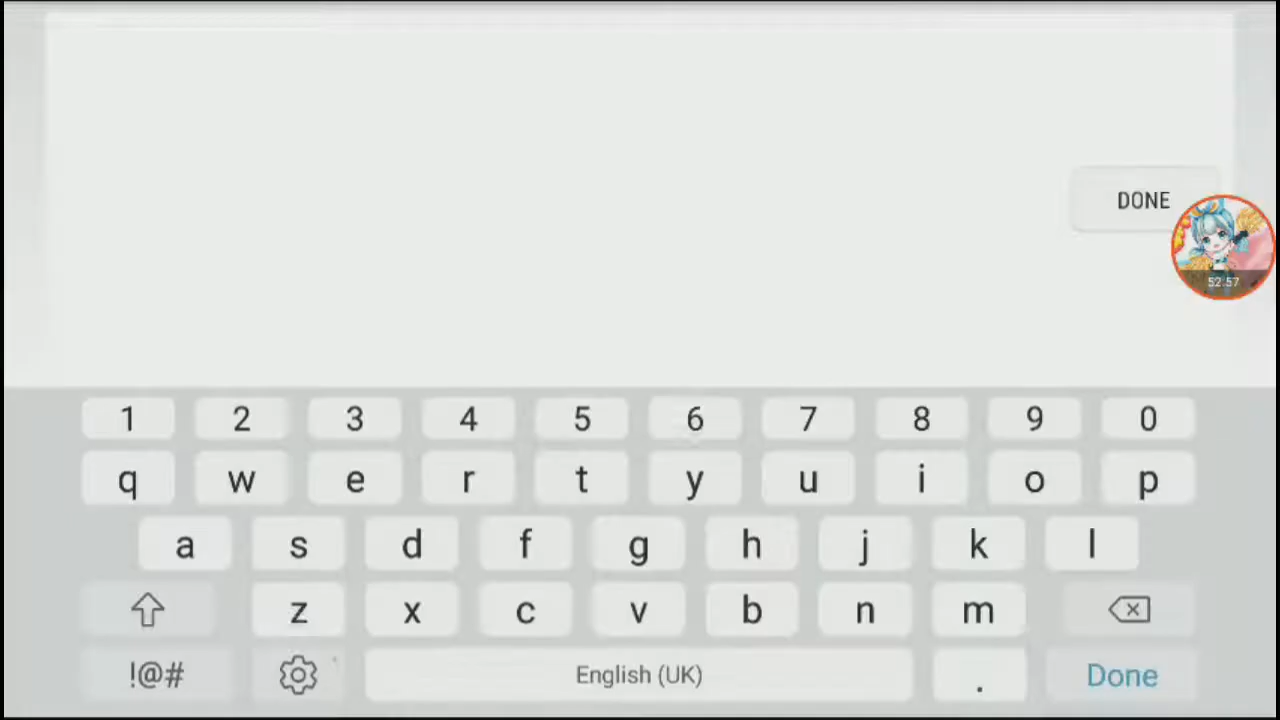 DONE
52:57
1 2 3 4 5 6 7 8 9 0
q w e r t y u i o p
a s d f g h j k l
z x c v b n m
!@# English (UK) . Done